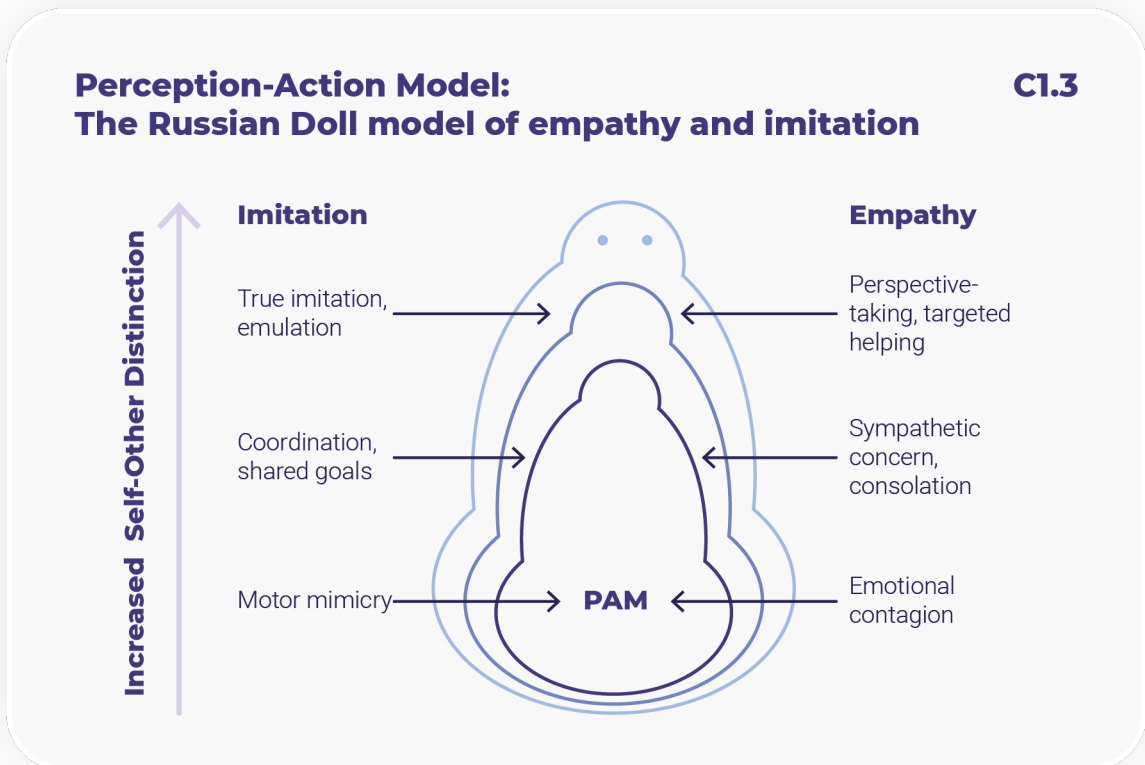 Perception-Action Model:
C1.3
The Russian Doll model of empathy and imitation
Increased Self-Other Distinction
Imitation
True imitation,
emulation
Coordination,
shared goals
Motor mimicry
PAM
Empathy
Perspective-
taking, targeted
helping
Sympathetic
concern,
consolation
Emotional
contagion